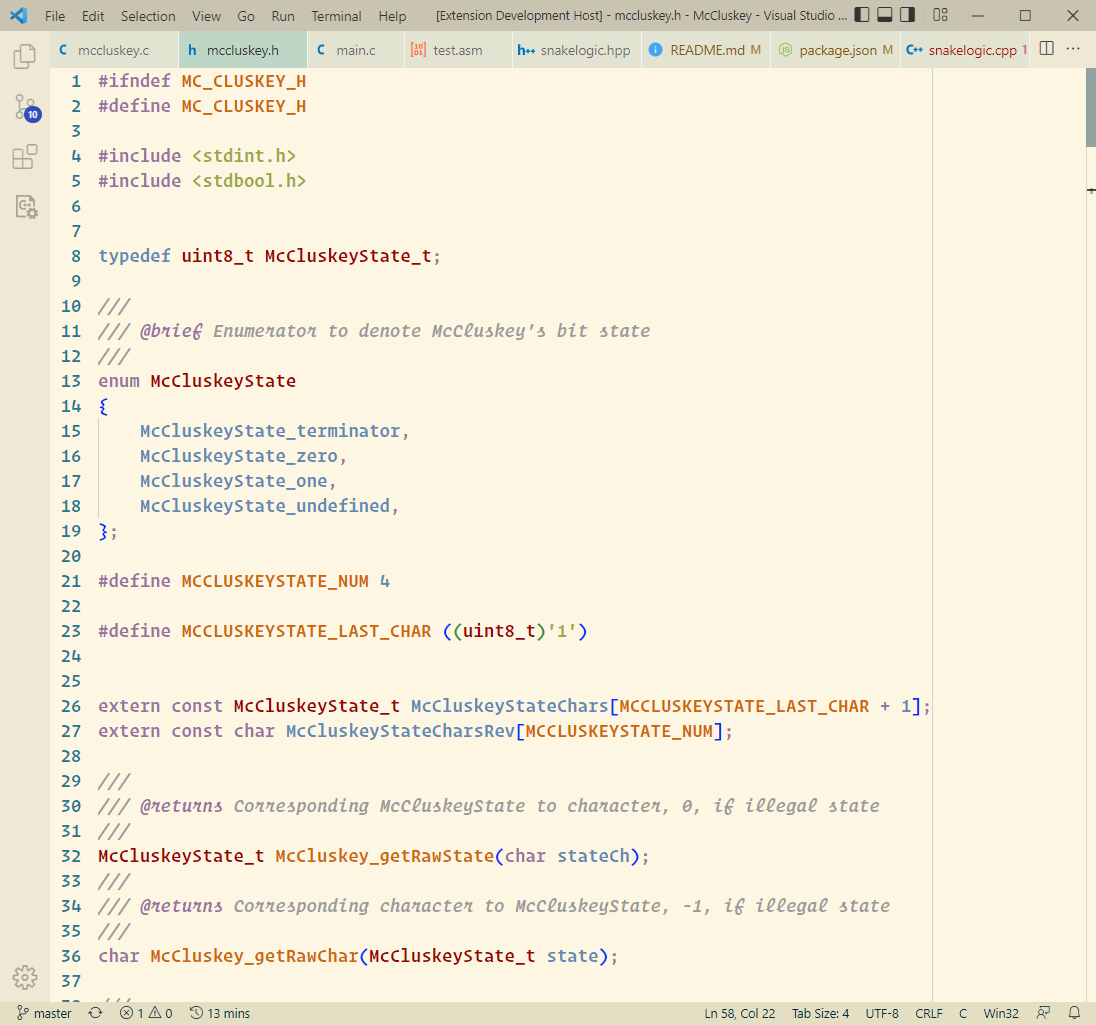 File Edit Selection View Go Run Terminal Help [Extension Development Host] - mccluskey.h - McCluskey - Visual Studio ...
mccluskey.c mccluskey.h main.c test.asm snakelogic.hpp README.md M package.json M snakelogic.cpp 1
10
1 #ifndef MC_CLUSKEY_H
2 #define MC_CLUSKEY_H
3
4 #include <stdint.h>
5 #include <stdbool.h>
6
7
8 typedef uint8_t McCluskeyState_t;
9
10 ///
11 /// @brief Enumerator to denote McCluskey's bit state
12 ///
13 enum McCluskeyState
14 {
15     McCluskeyState_terminator,
16     McCluskeyState_zero,
17     McCluskeyState_one,
18     McCluskeyState_undefined,
19 };
20
21 #define MCCLUSKEYSTATE_NUM 4
22
23 #define MCCLUSKEYSTATE_LAST_CHAR ((uint8_t)'1')
24
25
26 extern const McCluskeyState_t McCluskeyStateChars[MCCLUSKEYSTATE_LAST_CHAR + 1];
27 extern const char McCluskeyStateCharsRev[MCCLUSKEYSTATE_NUM];
28
29 ///
30 /// @returns Corresponding McCluskeyState to character, 0, if illegal state
31 ///
32 McCluskeyState_t McCluskey_getRawState(char stateCh);
33 ///
34 /// @returns Corresponding character to McCluskeyState, -1, if illegal state
35 ///
36 char McCluskey_getRawChar(McCluskeyState_t state);
37
master 1 0 13 mins Ln 58, Col 22 Tab Size: 4 UTF-8 CRLF C Win32